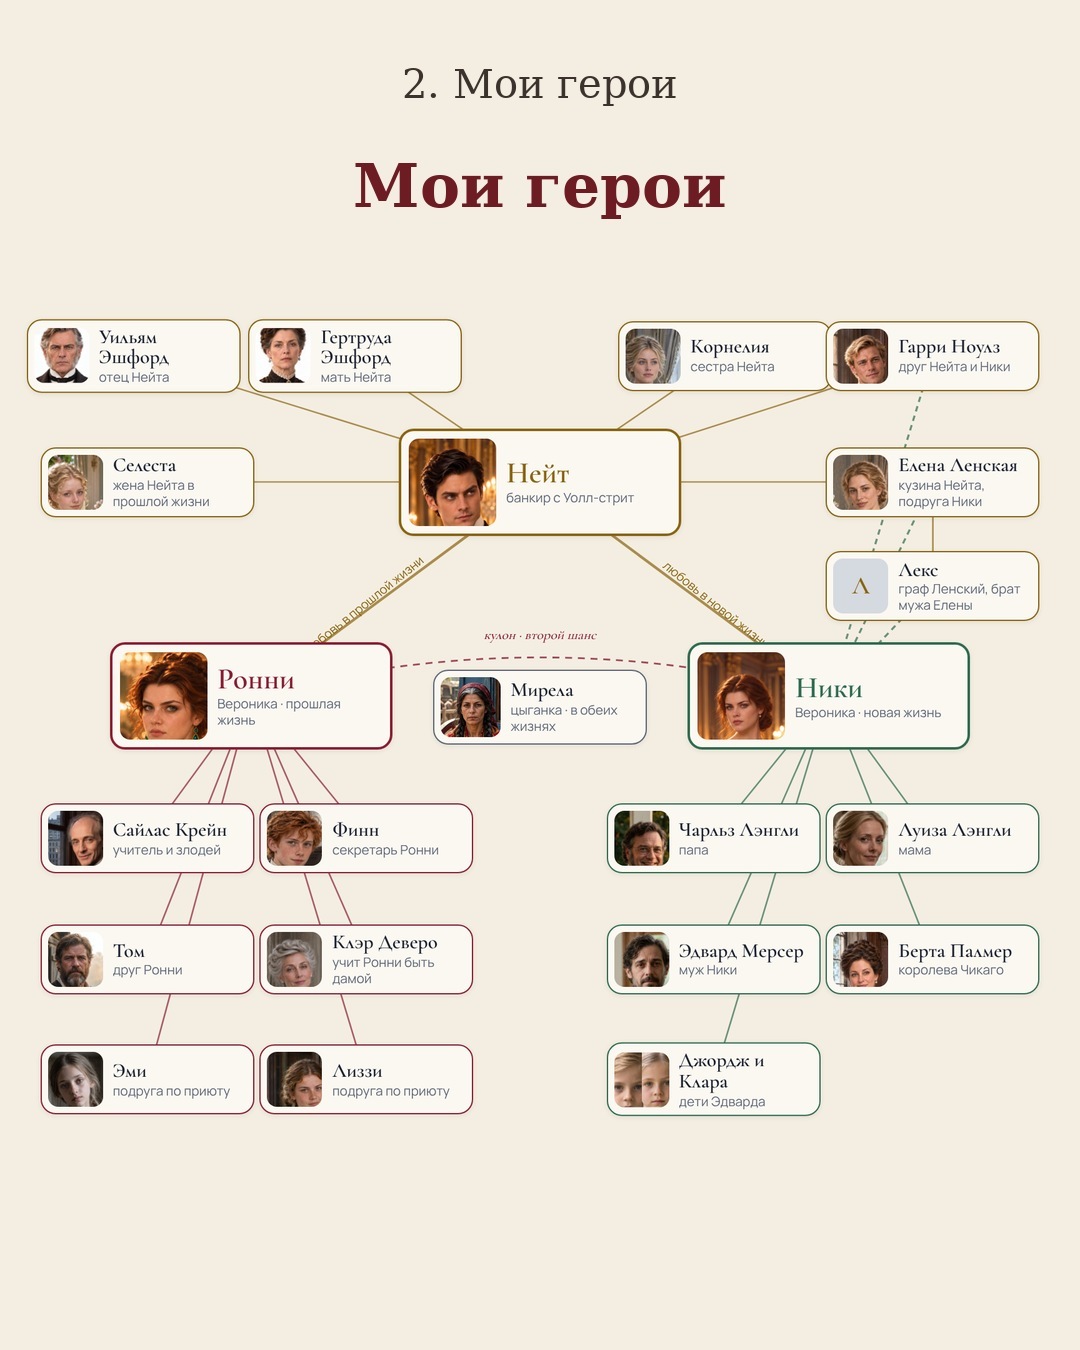 2. Мои герои
Мои герои
Уильям
Эшфорд
отец Нейта
Гертруда
Эшфорд
мать Нейта
Корнелия
сестра Нейта
Гарри Ноулз
друг Нейта и Ники
Селеста
жена Нейта в
прошлой жизни
Нейт
банкир с Уолл-стрит
Елена Ленская
кузина Нейта,
подруга Ники
Л
Лекс
граф Ленский, брат
мужа Елены
в прошлой жизни
любовь в новой
кулон · второй шанс
Ронни
Вероника · прошлая
жизнь
Мирела
цыганка · в обеих
жизнях
Ники
Вероника · новая жизнь
Сайлас Крейн
учитель и злодей
Финн
секретарь Ронни
Чарльз Лэнгли
папа
Луиза Лэнгли
мама
Том
друг Ронни
Клэр Деверо
учит Ронни быть
дамой
Эдвард Мерсер
муж Ники
Берта Палмер
королева Чикаго
Эми
подруга по приюту
Лиззи
подруга по приюту
Джордж и
Клара
дети Эдварда